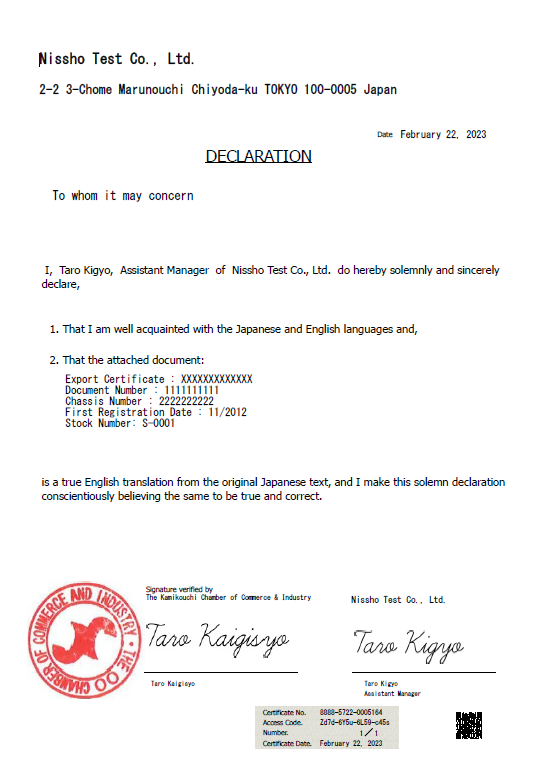 Nissho Test Co., Ltd.
2-2 3-Chome Marunouchi Chiyoda-ku TOKYO 100-0005 Japan
Date February 22, 2023
DECLARATION
To whom it may concern
I, Taro Kigyo, Assistant Manager of Nissho Test Co., Ltd. do hereby solemnly and sincerely
declare,
1. That I am well acquainted with the Japanese and English languages and,
2. That the attached document:
Export Certificate : XXXXXXXXXXXXX
Document Number : 1111111111
Chassis Number : 2222222222
First Registration Date : 11/2012
Stock Number: S-0001
is a true English translation from the original Japanese text, and I make this solemn declaration
conscientiously believing the same to be true and correct.
THE OO CHAMBER OF COMMERCE AND INDUSTRY
Signature verified by
The Kamikouchi Chamber of Commerce & Industry
Taro Kaigisyo
Taro Kaigisyo
Nissho Test Co., Ltd.
Taro Kigyo
Taro Kigyo
Assistant Manager
Certificate No. 8888-5722-0005164
Access Code. Zd7d-6Y5u-6L59-c45s
Number. 1/1
Certificate Date. February 22, 2023